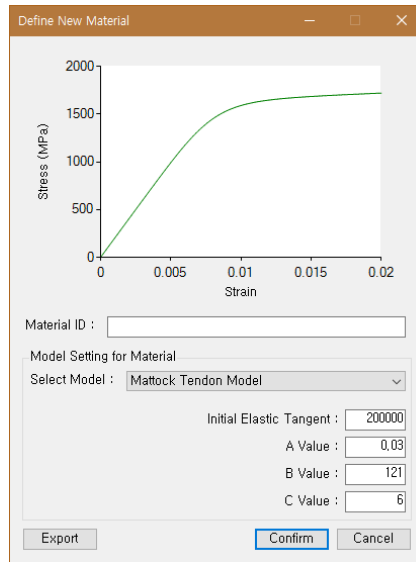 Define New Material
2000
1500
1000
500
0
Stress (MPa)
0 0.005 0.01 0.015 0.02
Strain
Material ID :
Model Setting for Material
Select Model : Mattock Tendon Model
Initial Elastic Tangent : 200000
A Value : 0,03
B Value : 121
C Value : 6
Export Confirm Cancel